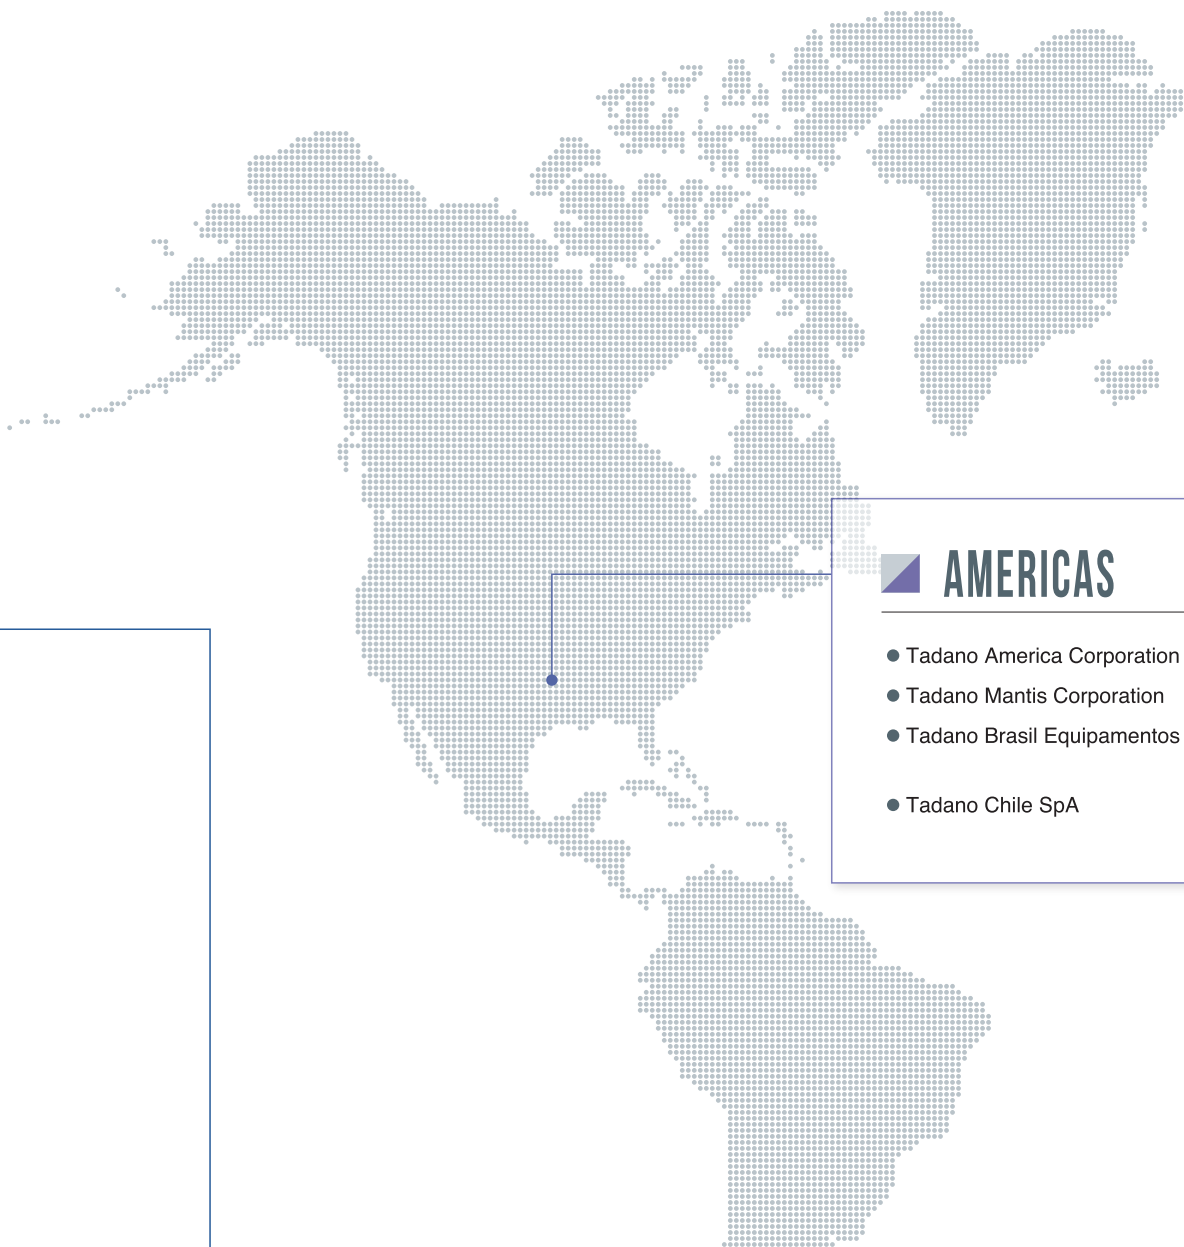 AMERICAS
● Tadano America Corporation
● Tadano Mantis Corporation
● Tadano Brasil Equipamentos
● Tadano Chile SpA